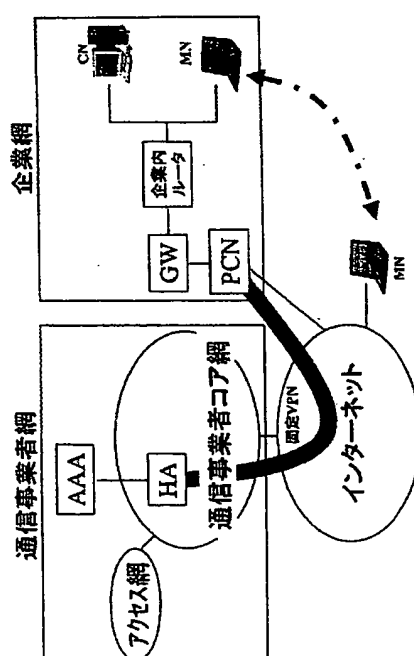 企業網
CN
MN
企業内
ルータ
GW
PCN
MN
通信事業者網
AAA
HA
通信事業者コア網
アクセス網
固定VPN
インターネット